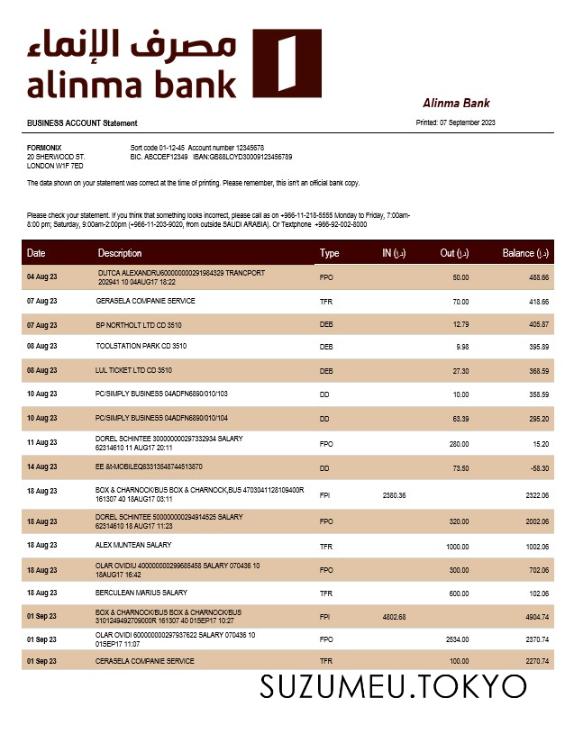 مصرف الإنماء
alinma bank
Alinma Bank
BUSINESS ACCOUNT Statement
Printed: 07 September 2023
FORMONIX
Sort code 01-12-45 Account number 12345678
20 SHERWOOD ST.
BIC. ABCDEF12349 IBAN:GB88LOYD30009123456789
LONDON W1F 7ED
The data shown on your statement was correct at the time of printing. Please remember, this isn't an official bank copy.
Please check your statement. If you think that something looks incorrect, please call as on +966-11-218-5555 Monday to Friday, 7:00am-
8:00 pm; Saturday, 9:00am-2:00pm (+966-11-203-9020, from outside SAUDI ARABIA). Or Textphone +966-92-002-8000
Date Description Type IN (د.إ) Out (د.إ) Balance (د.إ)
04 Aug 23 DUTCA ALEXANDRU600000000291984329 TRANCPORT FPO 50.00 488.66
202941 10 04AUG17 18:22
07 Aug 23 GERASELA COMPANIE SERVICE TFR 70.00 418.66
07 Aug 23 BP NORTHOLT LTD CD 3510 DEB 12.79 405.87
08 Aug 23 TOOLSTATION PARK CD 3510 DEB 9.98 395.89
08 Aug 23 LUL TICKET LTD CD 3510 DEB 27.30 368.59
10 Aug 23 PC/SIMPLY BUSINESS 04ADFN6890/010/103 DD 10.00 358.59
10 Aug 23 PC/SIMPLY BUSINESS 04ADFN6890/010/104 DD 63.39 295.20
11 Aug 23 DOREL SCHINTEE 300000000297332934 SALARY FPO 280.00 15.20
62314610 11 AUG17 20:11
14 Aug 23 EE &t-MOBILEQ63313548744513870 DD 73.50 -58.30
18 Aug 23 BOX & CHARNOCK/BUS BOX & CHARNOCK,BUS 4703041128109400R FPI 2380.36 2322.06
161307 40 18AUG17 03:11
18 Aug 23 DOREL SCHINTEE 500000000294914525 SALARY FPO 320.00 2002.06
62314610 18 AUG17 11:23
18 Aug 23 ALEX MUNTEAN SALARY TFR 1000.00 1002.06
18 Aug 23 OLAR OVIDIU 400000000299685458 SALARY 070436 10 FPO 300.00 702.06
18AUG17 16:42
18 Aug 23 BERCULEAN MARIUS SALARY TFR 600.00 102.06
01 Sep 23 BOX & CHARNOCK/BUS BOX & CHARNOCK/BUS FPI 4802.68 4904.74
3101249492709000R 161307 40 01SEP17 10:27
01 Sep 23 OLAR OVIDI 600000000297937622 SALARY 070436 10 FPO 2534.00 2370.74
01SEP17 11:07
01 Sep 23 CERASELA COMPANIE SERVICE TFR 100.00 2270.74
SUZUMEU.TOKYO